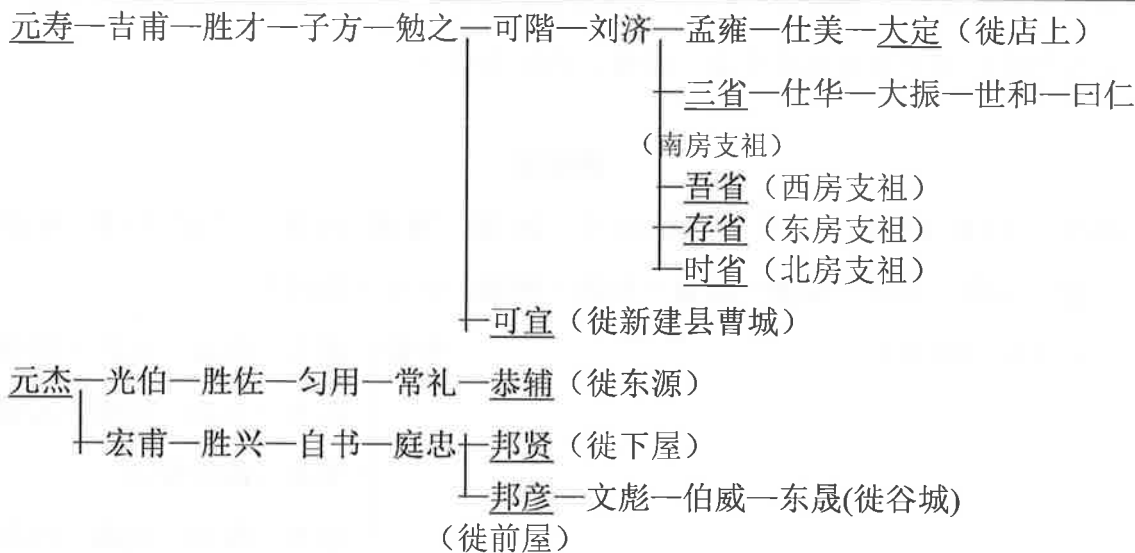 元寿—吉甫—胜才—子方—勉之—可階—刘济—孟雍—仕美—大定（徙店上）
三省—仕华—大振—世和—曰仁
（南房支祖）
吾省（西房支祖）
存省（东房支祖）
时省（北房支祖）
可宜（徙新建县曹城）
元杰—光伯—胜佐—匀用—常礼—恭辅（徙东源）
宏甫—胜兴—自书—庭忠—邦贤（徙下屋）
邦彦—文彪—伯威—东晟(徙谷城)
（徙前屋）